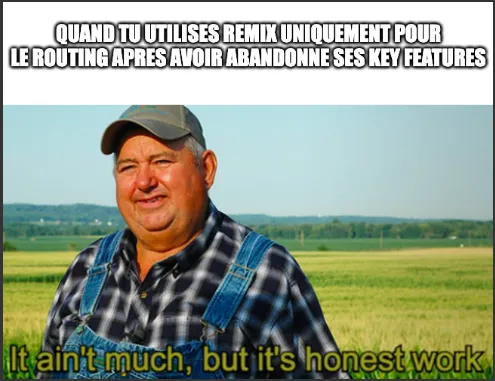 QUAND TU UTILISES REMIX UNIQUEMENT POUR
LE ROUTING APRES AVOIR ABANDONNE SES KEY FEATURES
It ain't much, but it's honest work